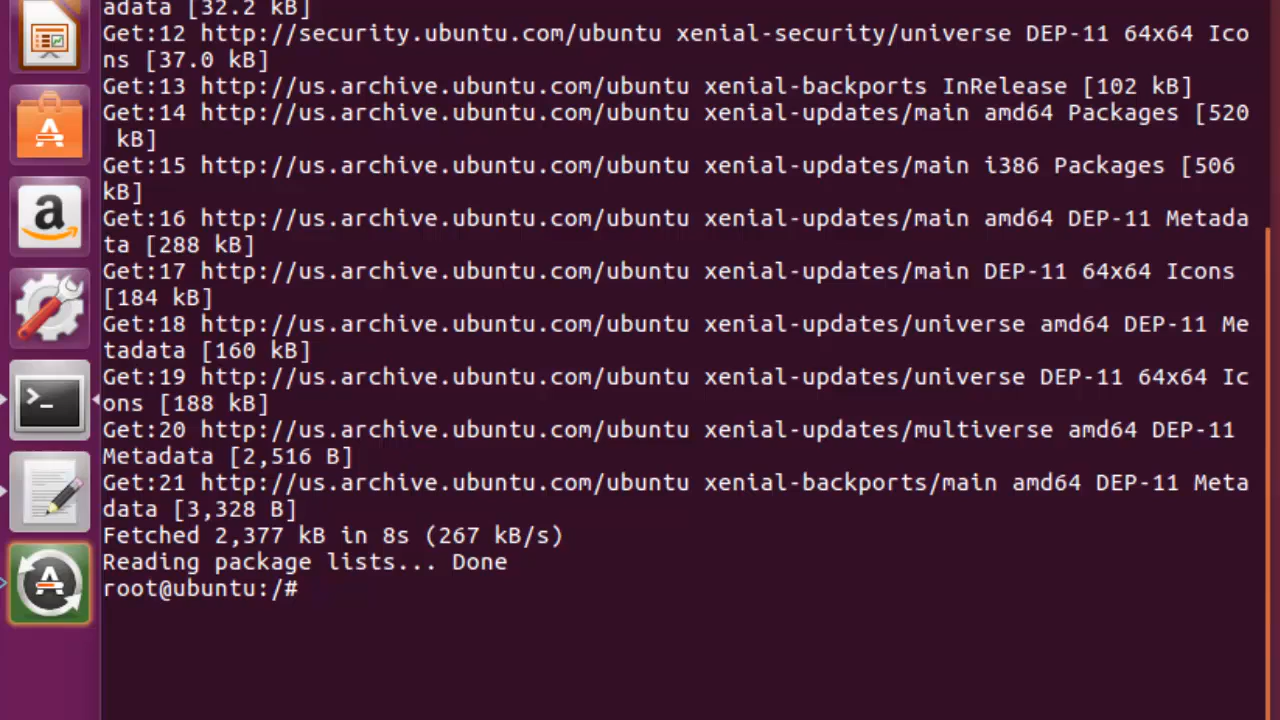 adata [32.2 kB]
Get:12 http://security.ubuntu.com/ubuntu xenial-security/universe DEP-11 64x64 Ico
ns [37.0 kB]
Get:13 http://us.archive.ubuntu.com/ubuntu xenial-backports InRelease [102 kB]
Get:14 http://us.archive.ubuntu.com/ubuntu xenial-updates/main amd64 Packages [520
 kB]
Get:15 http://us.archive.ubuntu.com/ubuntu xenial-updates/main i386 Packages [506
kB]
Get:16 http://us.archive.ubuntu.com/ubuntu xenial-updates/main amd64 DEP-11 Metada
ta [288 kB]
Get:17 http://us.archive.ubuntu.com/ubuntu xenial-updates/main DEP-11 64x64 Icons
[184 kB]
Get:18 http://us.archive.ubuntu.com/ubuntu xenial-updates/universe amd64 DEP-11 Me
tadata [160 kB]
Get:19 http://us.archive.ubuntu.com/ubuntu xenial-updates/universe DEP-11 64x64 Ic
ons [188 kB]
Get:20 http://us.archive.ubuntu.com/ubuntu xenial-updates/multiverse amd64 DEP-11
Metadata [2,516 B]
Get:21 http://us.archive.ubuntu.com/ubuntu xenial-backports/main amd64 DEP-11 Meta
data [3,328 B]
Fetched 2,377 kB in 8s (267 kB/s)
Reading package lists... Done
root@ubuntu:/#